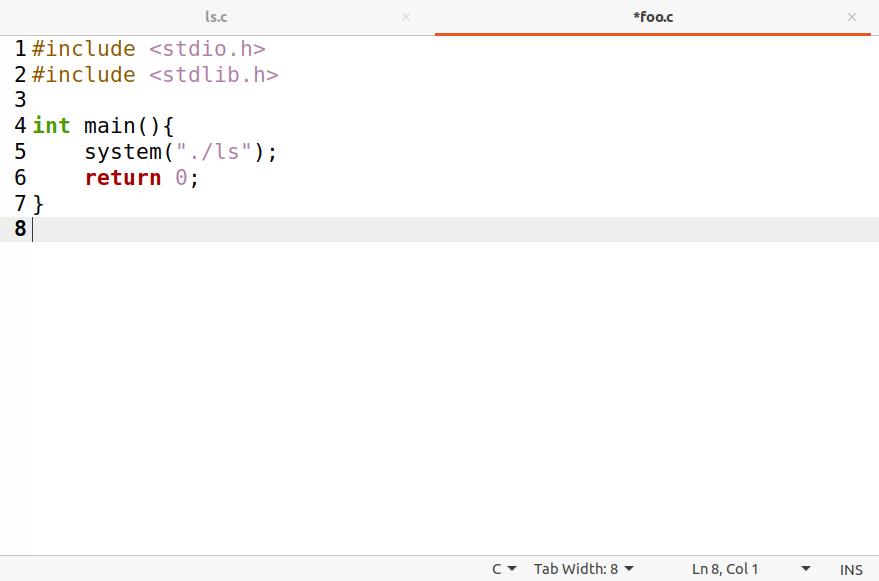 ls.c × *foo.c ×
1 #include <stdio.h>
2 #include <stdlib.h>
3
4 int main(){
5     system("./ls");
6     return 0;
7 }
8
C Tab Width: 8 Ln 8, Col 1 INS